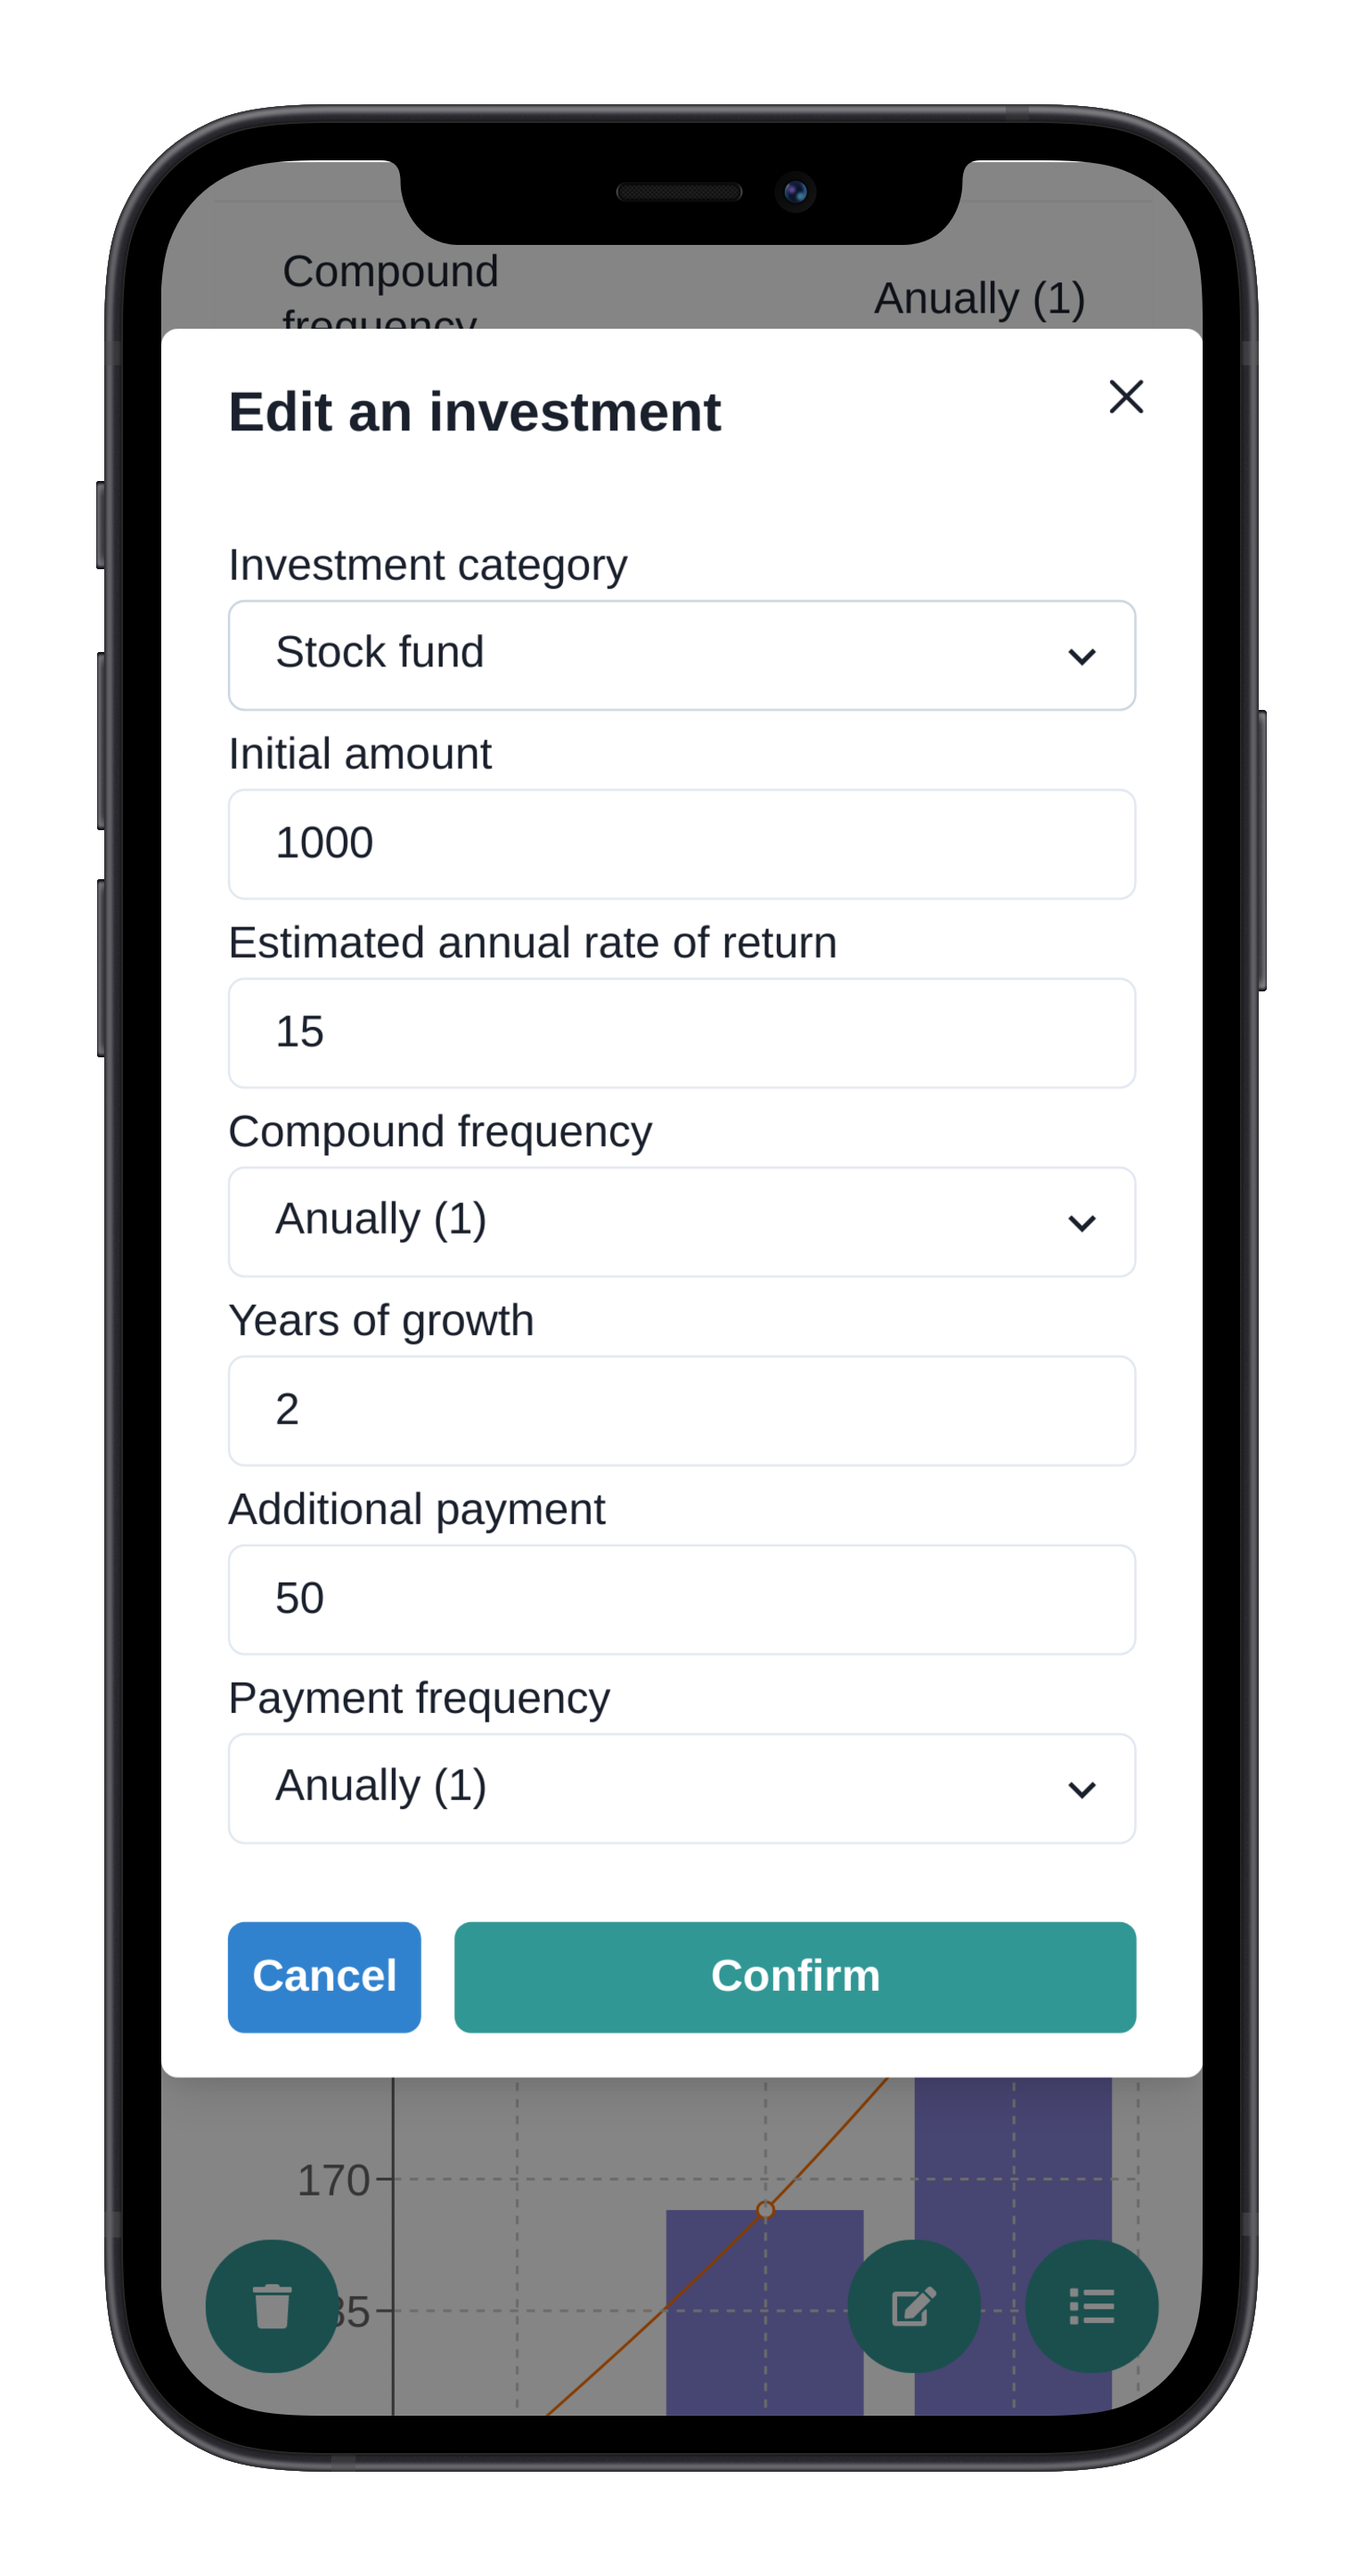 Compound
frequency
Anually (1)
Edit an investment
Investment category
Stock fund
Initial amount
1000
Estimated annual rate of return
15
Compound frequency
Anually (1)
Years of growth
2
Additional payment
50
Payment frequency
Anually (1)
Cancel
Confirm
170
85